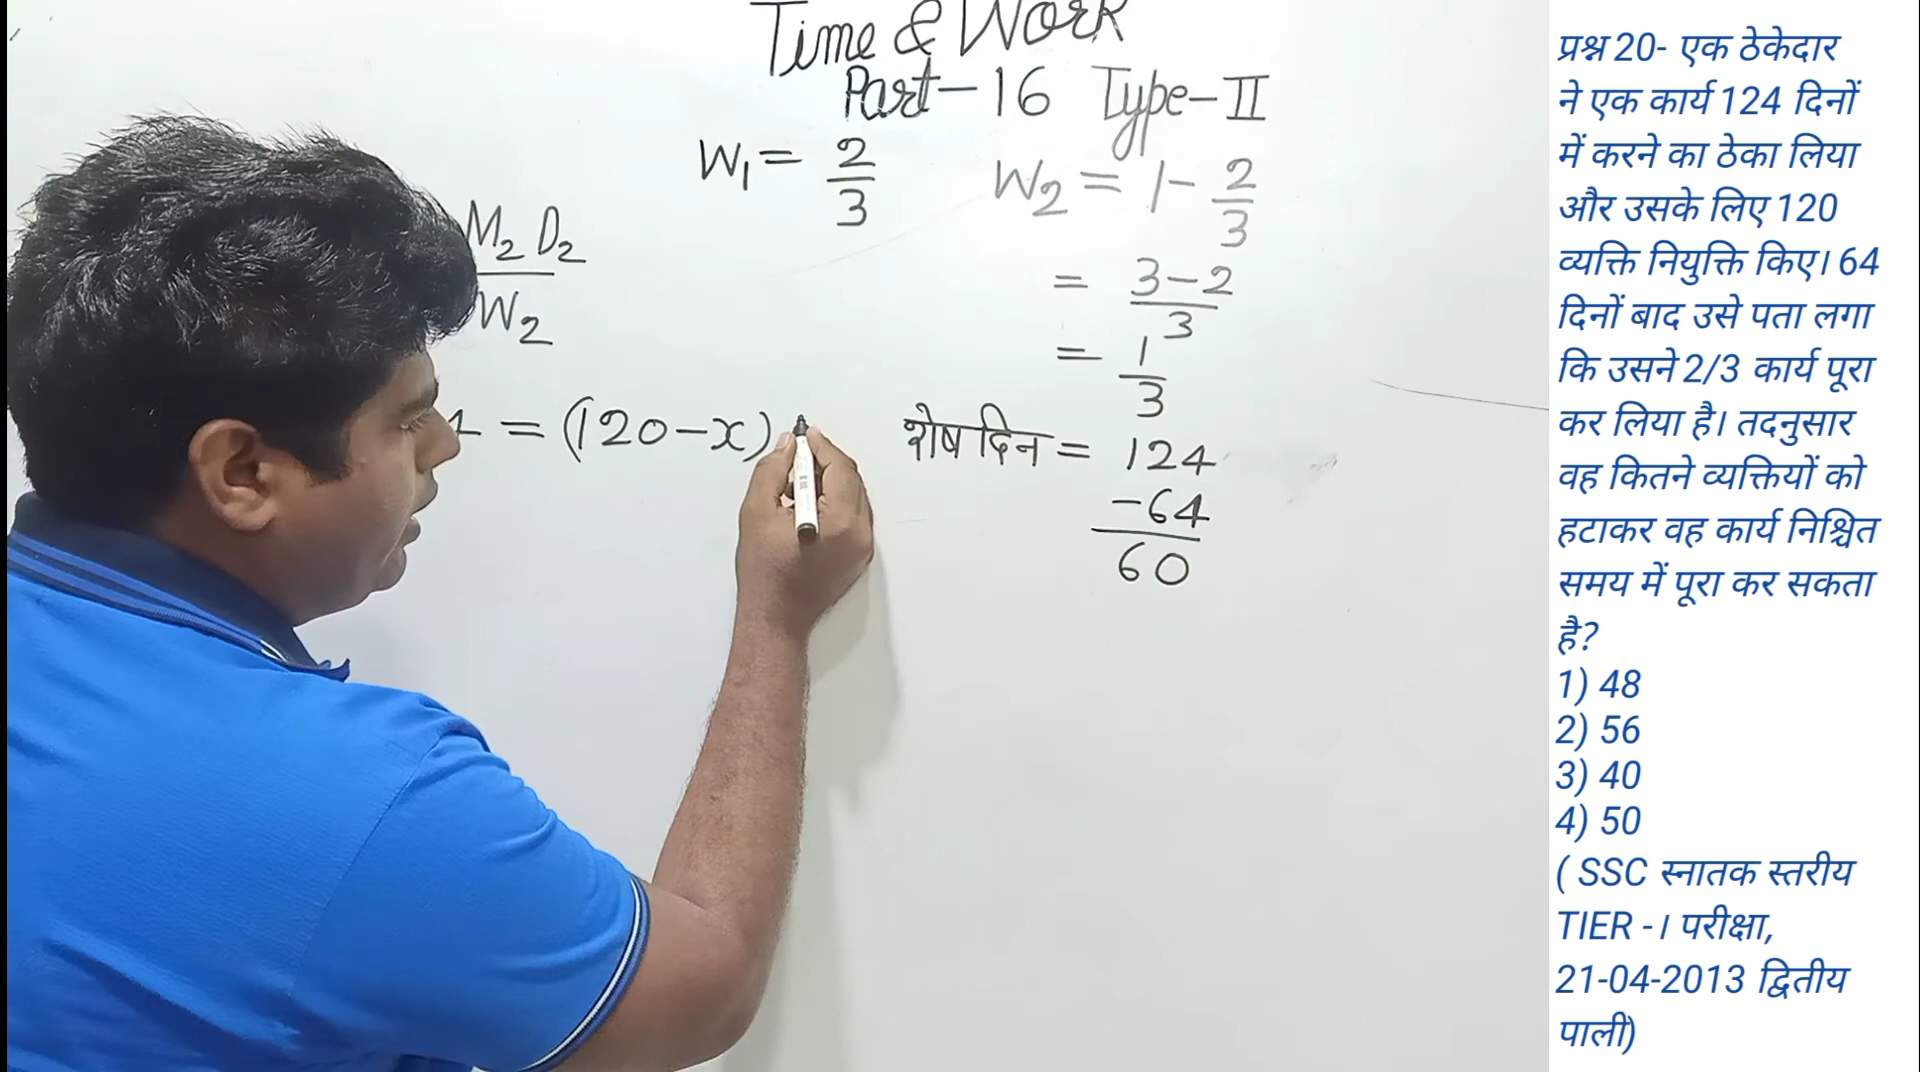 Time & Work
Part-16 Type-II
W₁ = 2/3
W₂ = 1 - 2/3
= 3-2/3
= 1/3
M₂ D₂
W₂
= (120-x)
शेष दिन = 124
-64
60
प्रश्न 20- एक ठेकेदार
ने एक कार्य 124 दिनों
में करने का ठेका लिया
और उसके लिए 120
व्यक्ति नियुक्ति किए। 64
दिनों बाद उसे पता लगा
कि उसने 2/3 कार्य पूरा
कर लिया है। तदनुसार
वह कितने व्यक्तियों को
हटाकर वह कार्य निश्चित
समय में पूरा कर सकता
है?
1) 48
2) 56
3) 40
4) 50
( SSC स्नातक स्तरीय
TIER -। परीक्षा,
21-04-2013 द्वितीय
पाली)